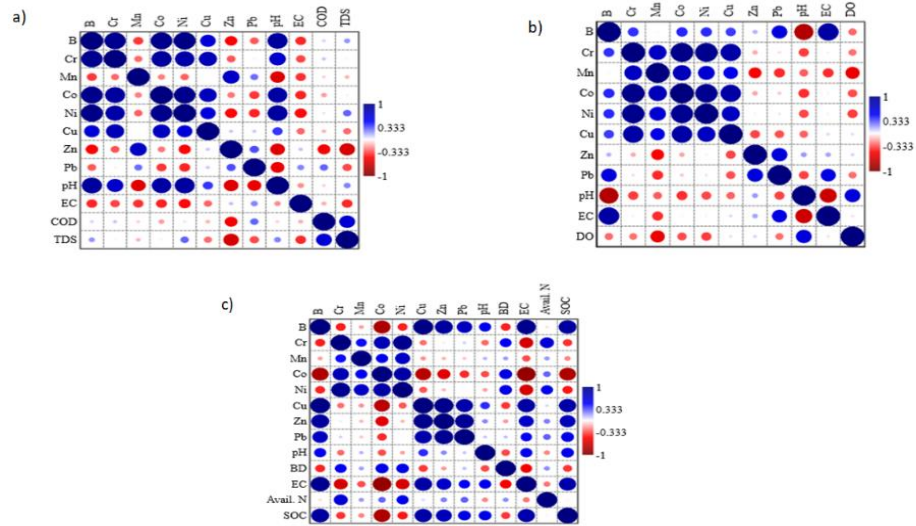 a)
B Cr Mn Co Ni Cu Zn Pb pH EC COD TDS
B
Cr
Mn
Co
Ni
Cu
Zn
Pb
pH
EC
COD
TDS
1
0.333
-0.333
-1
b)
B Cr Mn Co Ni Cu Zn Pb pH EC DO
B
Cr
Mn
Co
Ni
Cu
Zn
Pb
pH
EC
DO
1
0.333
-0.333
-1
c)
B Cr Mn Co Ni Cu Zn Pb pH BD EC Avail. N SOC
B
Cr
Mn
Co
Ni
Cu
Zn
Pb
pH
BD
EC
Avail. N
SOC
1
0.333
-0.333
-1